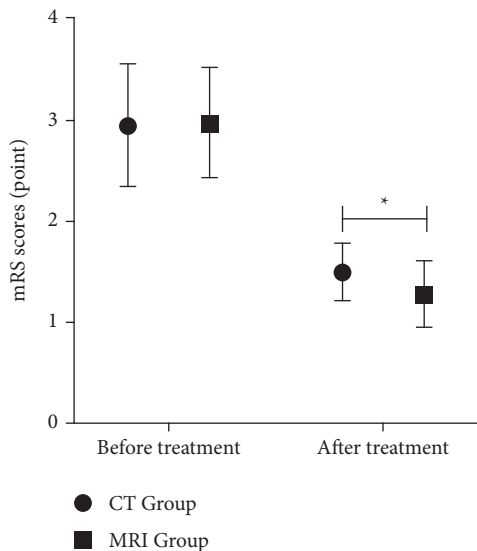 mRS scores (point)
4
3
2
1
0
*
Before treatment
After treatment
CT Group
MRI Group